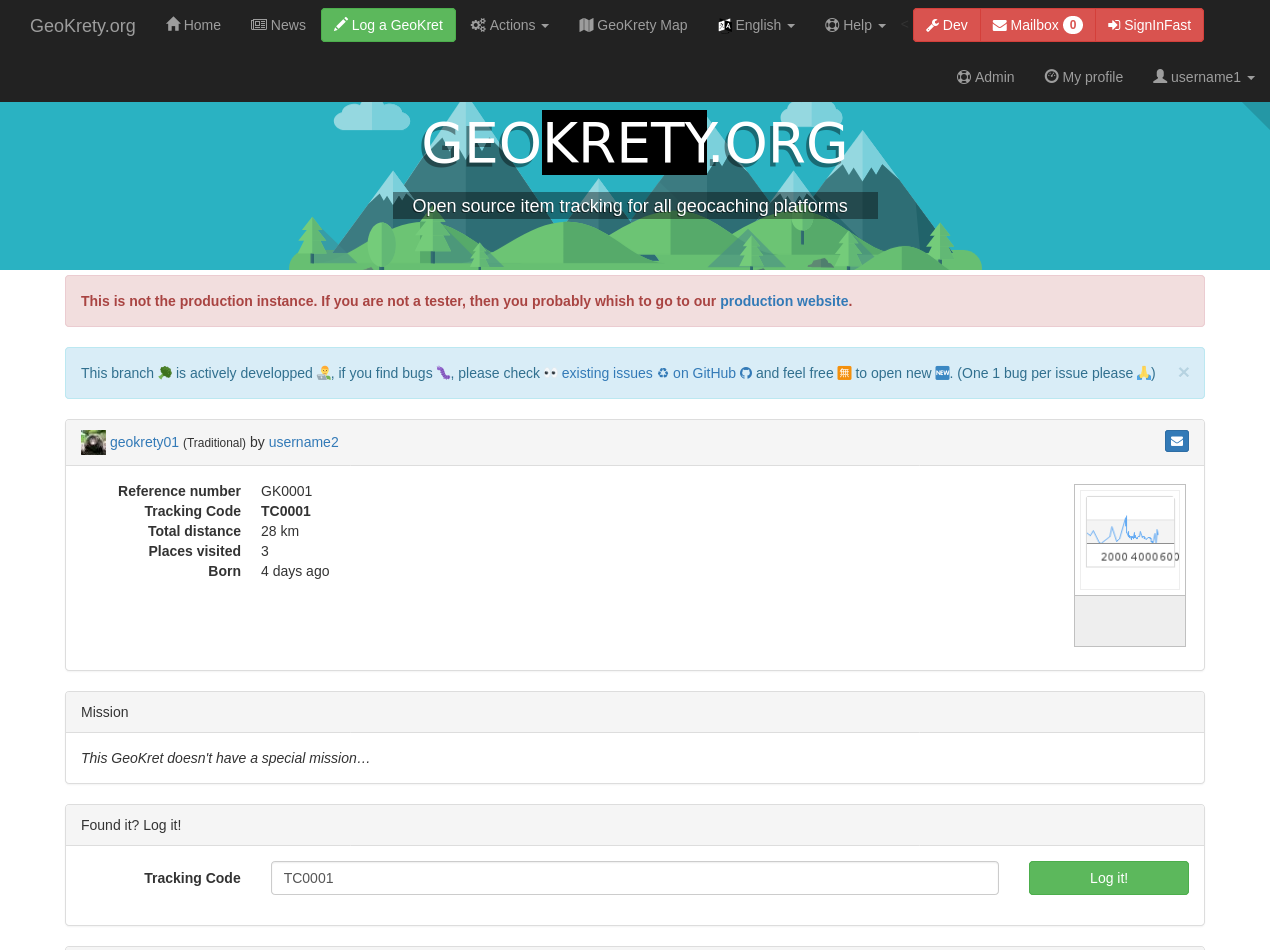 GeoKrety.org Home News Log a GeoKret Actions GeoKrety Map English Help < Dev Mailbox 0 SignInFast
Admin My profile username1
GEOKRETY.ORG
Open source item tracking for all geocaching platforms
This is not the production instance. If you are not a tester, then you probably whish to go to our production website.
This branch 🥦 is actively developped 👨‍🔬, if you find bugs 🐛, please check 👀 existing issues ♻ on GitHub and feel free 🈚 to open new 🆕. (One 1 bug per issue please 🙏) ×
geokrety01 (Traditional) by username2
Reference number GK0001
Tracking Code TC0001
Total distance 28 km
Places visited 3
Born 4 days ago
2000 4000 600
Mission
This GeoKret doesn't have a special mission…
Found it? Log it!
Tracking Code TC0001 Log it!